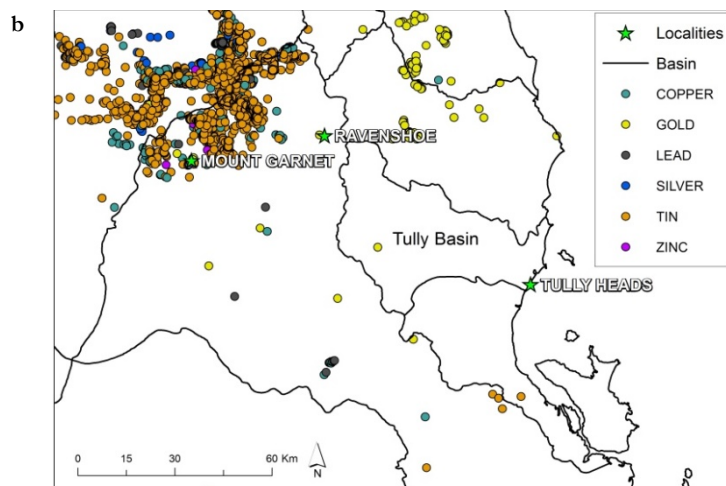 b
Localities
Basin
COPPER
GOLD
LEAD
SILVER
TIN
ZINC
RAVENSHOE
MOUNT GARNET
Tully Basin
TULLY HEADS
0 15 30 60 Km
N